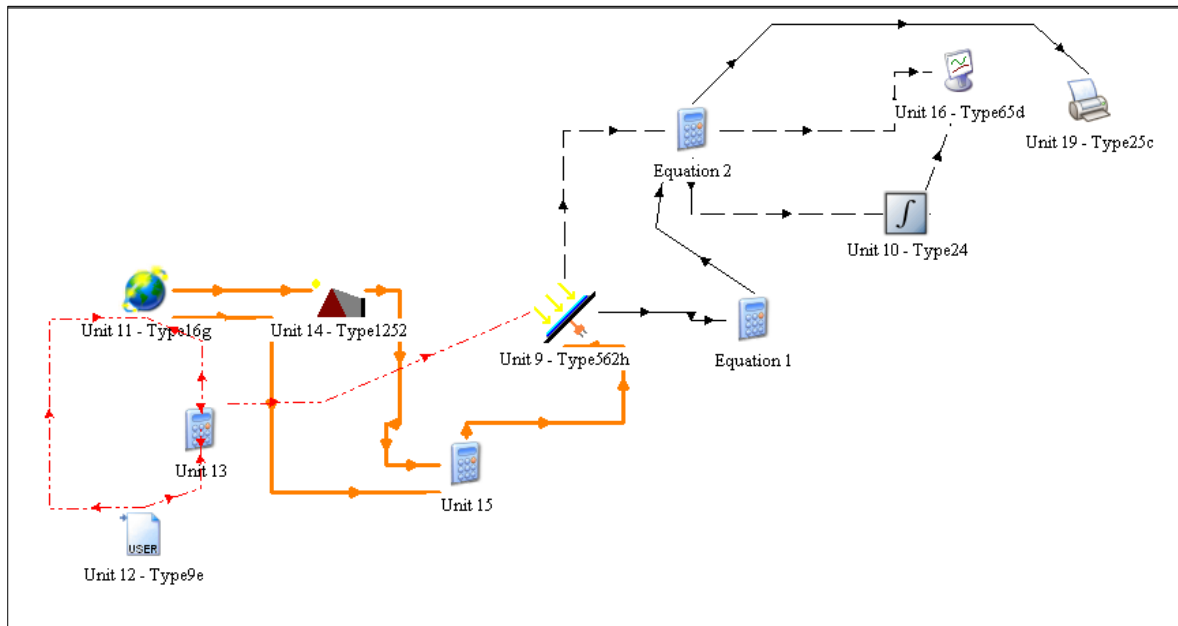 Unit 16 - Type65d
Unit 19 - Type25c
Equation 2
Unit 10 - Type24
Unit 11 - Type16g
Unit 14 - Type1252
Unit 9 - Type562h
Equation 1
Unit 13
Unit 15
USER
Unit 12 - Type9e